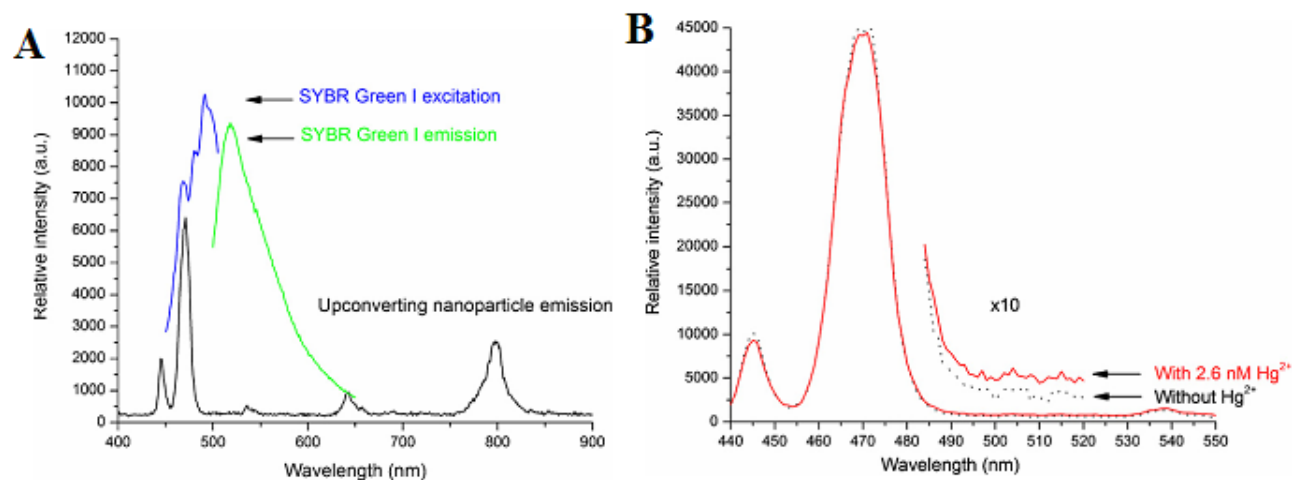 A
12000
11000
10000
9000
8000
7000
6000
5000
4000
3000
2000
1000
0
Relative intensity (a.u.)
SYBR Green I excitation
SYBR Green I emission
Upconverting nanoparticle emission
400 500 600 700 800 900
Wavelength (nm)
B
45000
40000
35000
30000
25000
20000
15000
10000
5000
0
Relative intensity (a.u.)
x10
With 2.6 nM Hg²⁺
Without Hg²⁺
440 450 460 470 480 490 500 510 520 530 540 550
Wavelength (nm)